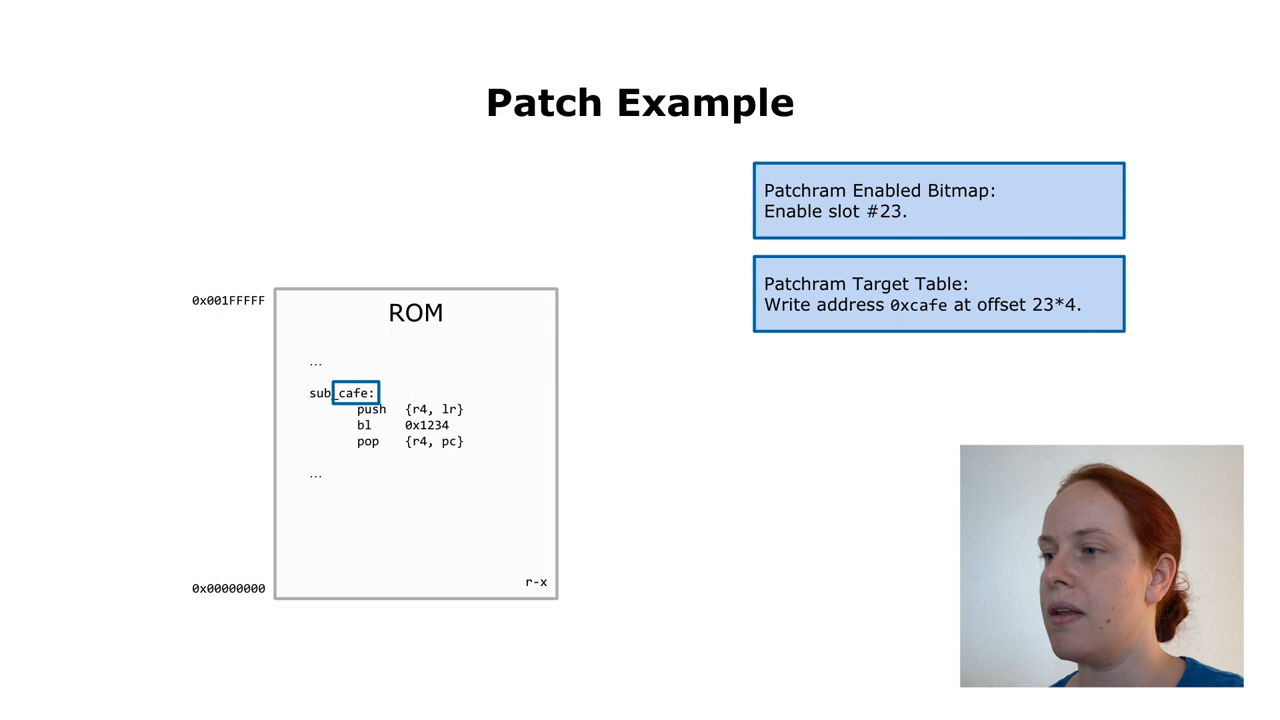 Patch Example
Patchram Enabled Bitmap:
Enable slot #23.
Patchram Target Table:
Write address 0xcafe at offset 23*4.
0x001FFFFF
ROM
...
sub_cafe:
push {r4, lr}
bl 0x1234
pop {r4, pc}
...
r-x
0x00000000